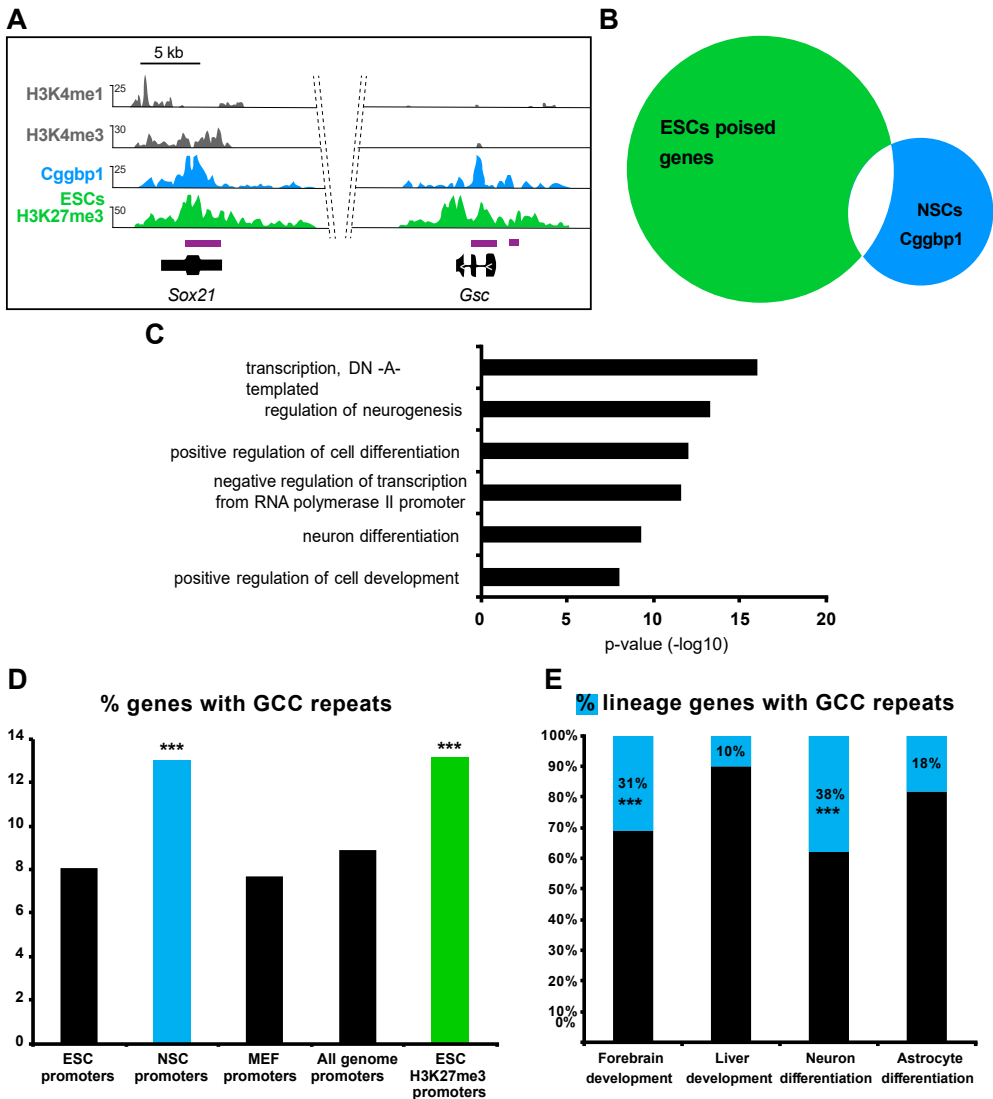 A
5 kb
H3K4me1
25
H3K4me3
30
Cggbp1
25
ESCs
H3K27me3
50
Sox21
Gsc
B
ESCs poised
genes
NSCs
Cggbp1
C
transcription, DN -A-
templated
regulation of neurogenesis
positive regulation of cell differentiation
negative regulation of transcription
from RNA polymerase II promoter
neuron differentiation
positive regulation of cell development
0 5 10 15 20
p-value (-log10)
D
% genes with GCC repeats
14
12
10
8
6
4
2
0
***
***
ESC
promoters
NSC
promoters
MEF
promoters
All genome
promoters
ESC
H3K27me3
promoters
E
% lineage genes with GCC repeats
100%
90%
80%
70%
60%
50%
40%
30%
20%
10%
0%
31%
***
10%
38%
***
18%
Forebrain
development
Liver
development
Neuron
differentiation
Astrocyte
differentiation